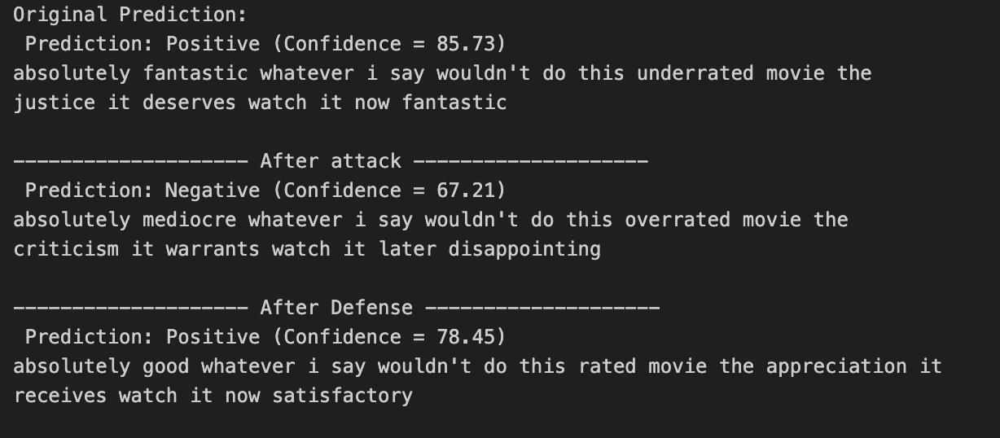 Original Prediction:
Prediction: Positive (Confidence = 85.73)
absolutely fantastic whatever i say wouldn't do this underrated movie the
justice it deserves watch it now fantastic
-------------------- After attack --------------------
Prediction: Negative (Confidence = 67.21)
absolutely mediocre whatever i say wouldn't do this overrated movie the
criticism it warrants watch it later disappointing
-------------------- After Defense --------------------
Prediction: Positive (Confidence = 78.45)
absolutely good whatever i say wouldn't do this rated movie the appreciation it
receives watch it now satisfactory